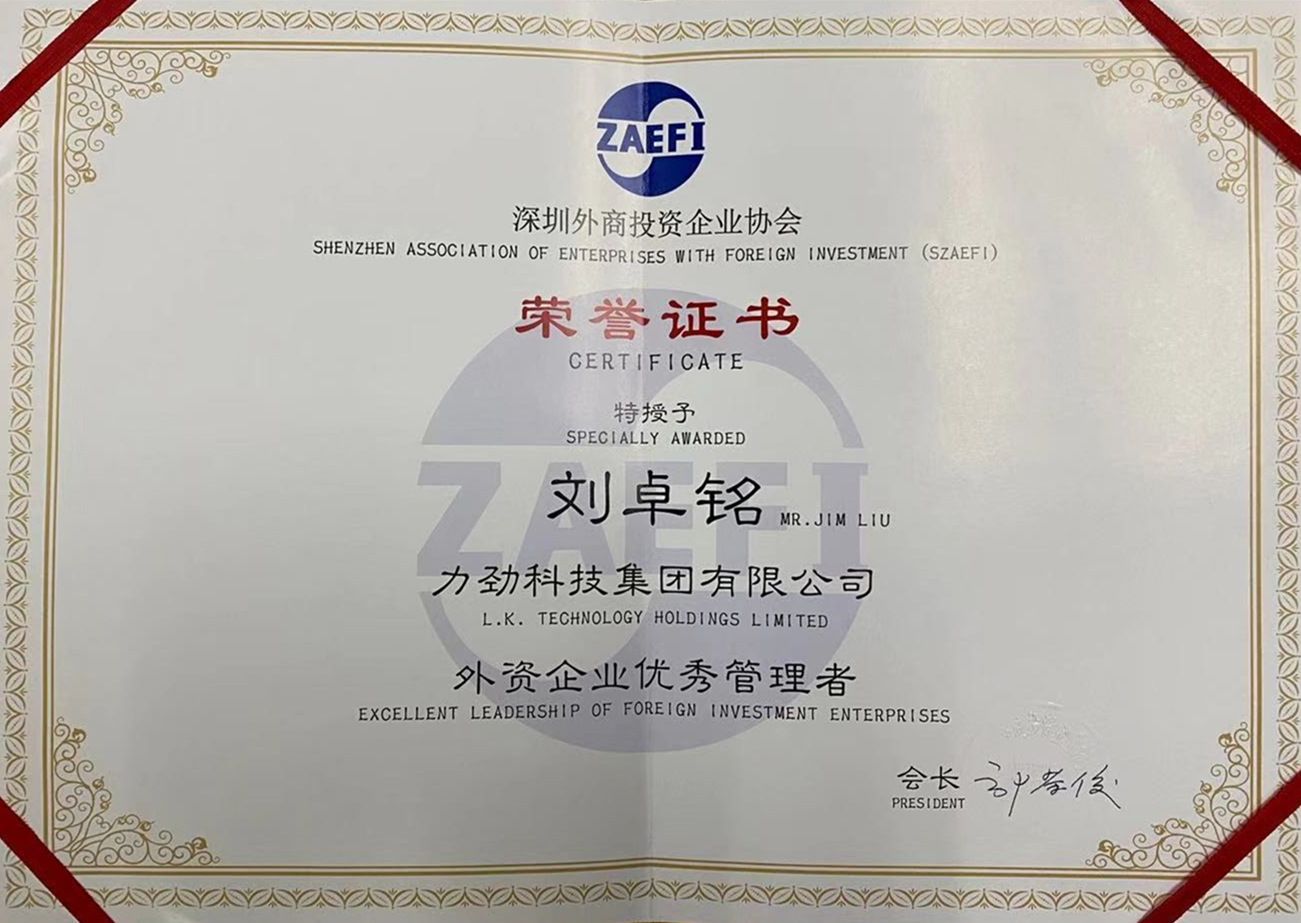 ZAEFI
深圳外商投资企业协会
SHENZHEN ASSOCIATION OF ENTERPRISES WITH FOREIGN INVESTMENT (SZAEFI)
荣誉证书
CERTIFICATE
特授予
SPECIALLY AWARDED
ZAEFI
刘卓铭 MR.JIM LIU
力劲科技集团有限公司
L.K. TECHNOLOGY HOLDINGS LIMITED
外资企业优秀管理者
EXCELLENT LEADERSHIP OF FOREIGN INVESTMENT ENTERPRISES
会长
PRESIDENT